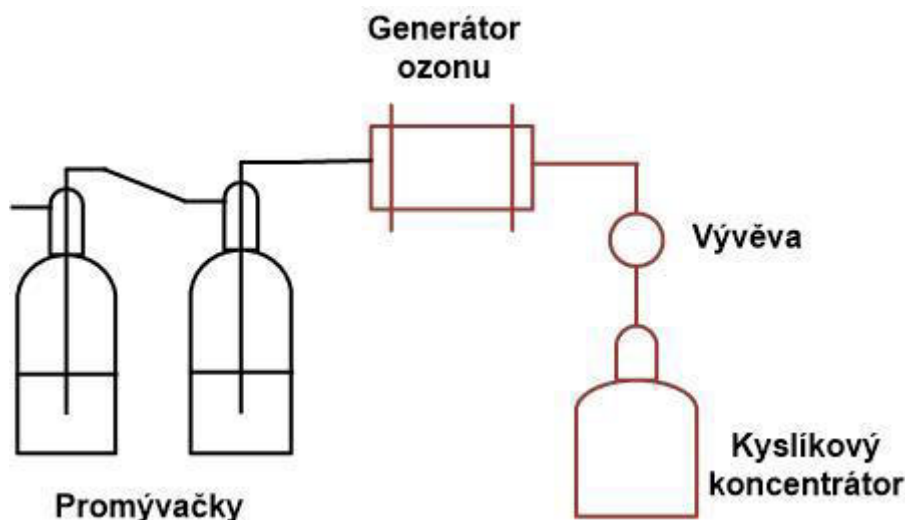 Generátor
ozonu
Vývěva
Kyslíkový
koncentrátor
Promývačky